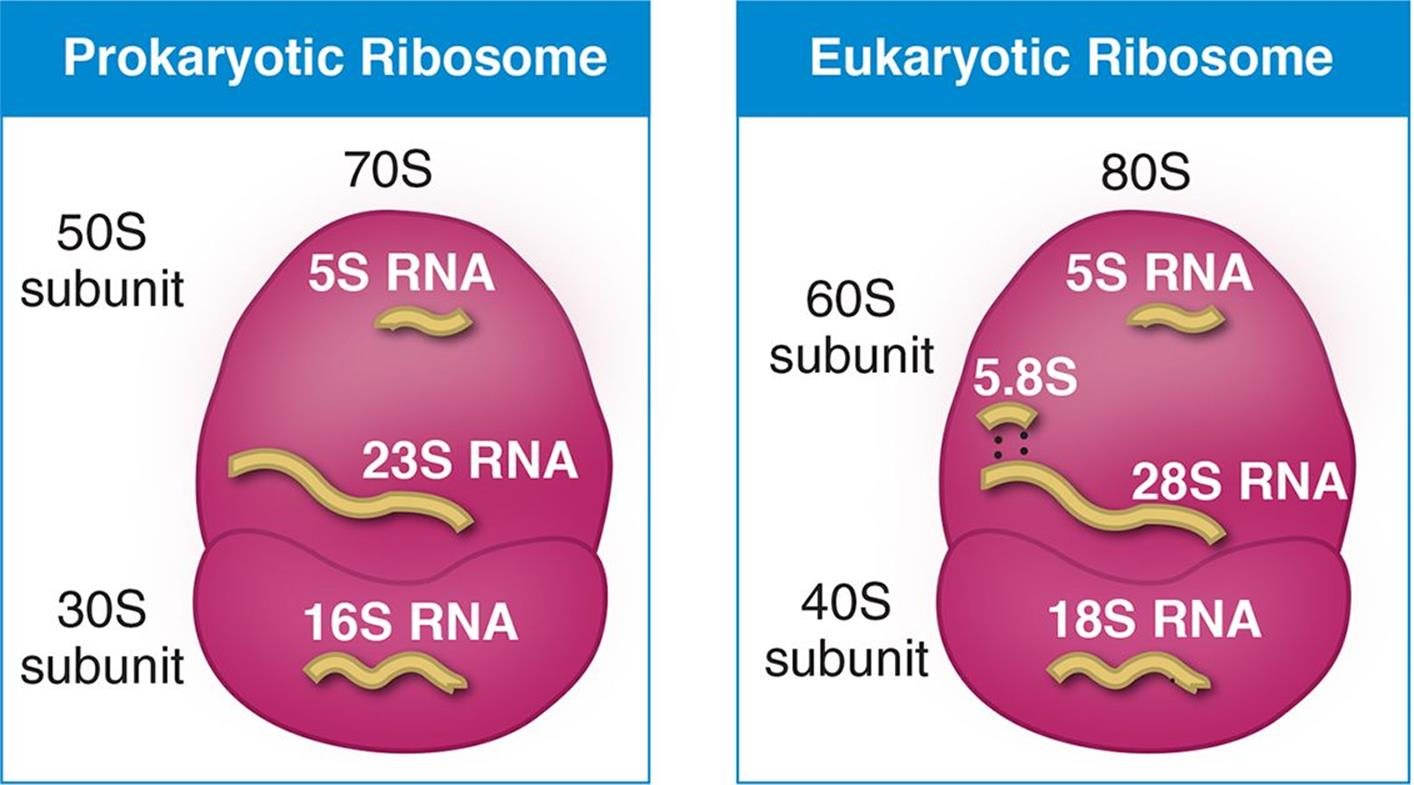 Prokaryotic Ribosome
70S
50S
subunit
5S RNA
23S RNA
30S
subunit
16S RNA
Eukaryotic Ribosome
80S
5S RNA
60S
subunit
5.8S
28S RNA
40S
subunit
18S RNA